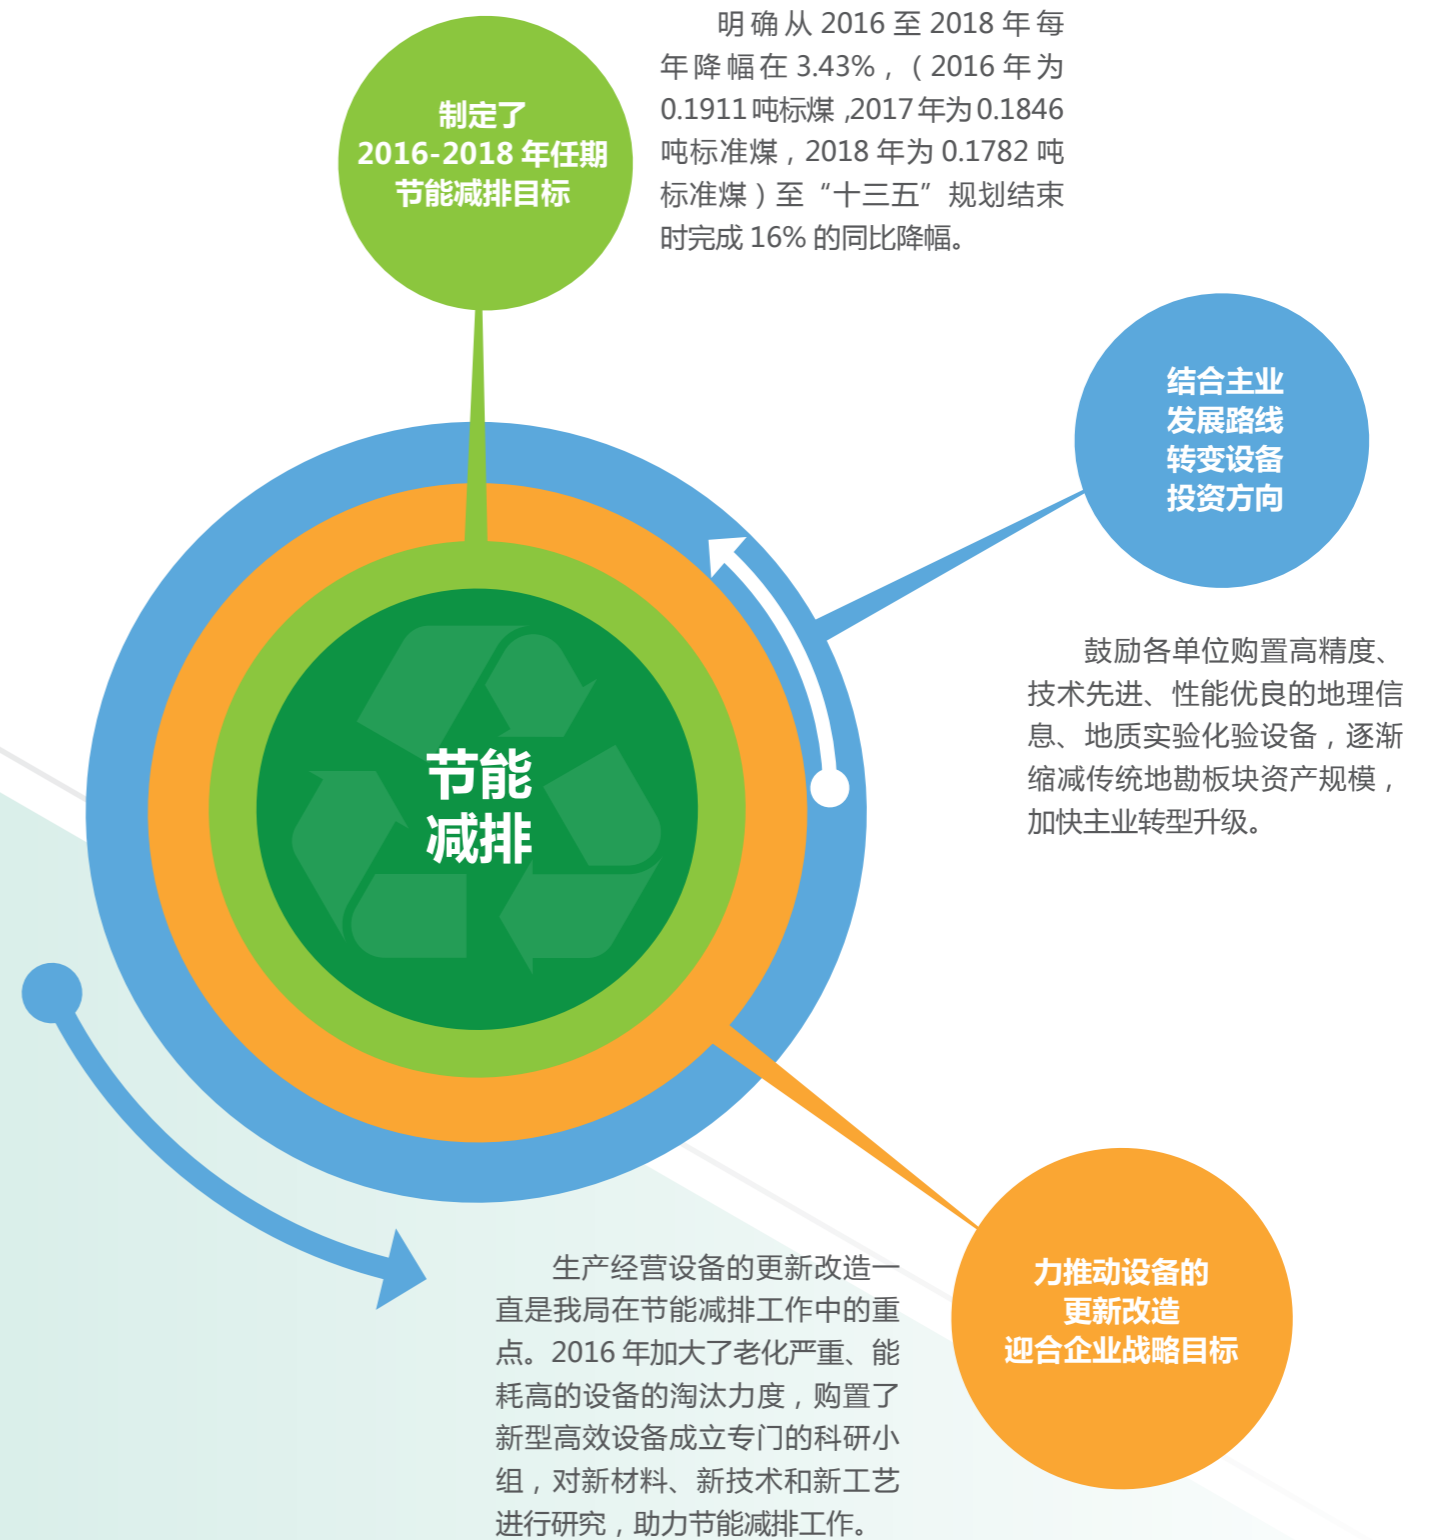 制定了
2016-2018 年任期
节能减排目标
明确从 2016 至 2018 年每
年降幅在 3.43%，（2016 年为
0.1911 吨标煤 ,2017 年为 0.1846
吨标准煤，2018 年为 0.1782 吨
标准煤）至“十三五”规划结束
时完成 16% 的同比降幅。
结合主业
发展路线
转变设备
投资方向
鼓励各单位购置高精度、
技术先进、性能优良的地理信
息、地质实验化验设备，逐渐
缩减传统地勘板块资产规模，
加快主业转型升级。
节能
减排
力推动设备的
更新改造
迎合企业战略目标
生产经营设备的更新改造一
直是我局在节能减排工作中的重
点。2016 年加大了老化严重、能
耗高的设备的淘汰力度，购置了
新型高效设备成立专门的科研小
组，对新材料、新技术和新工艺
进行研究，助力节能减排工作。